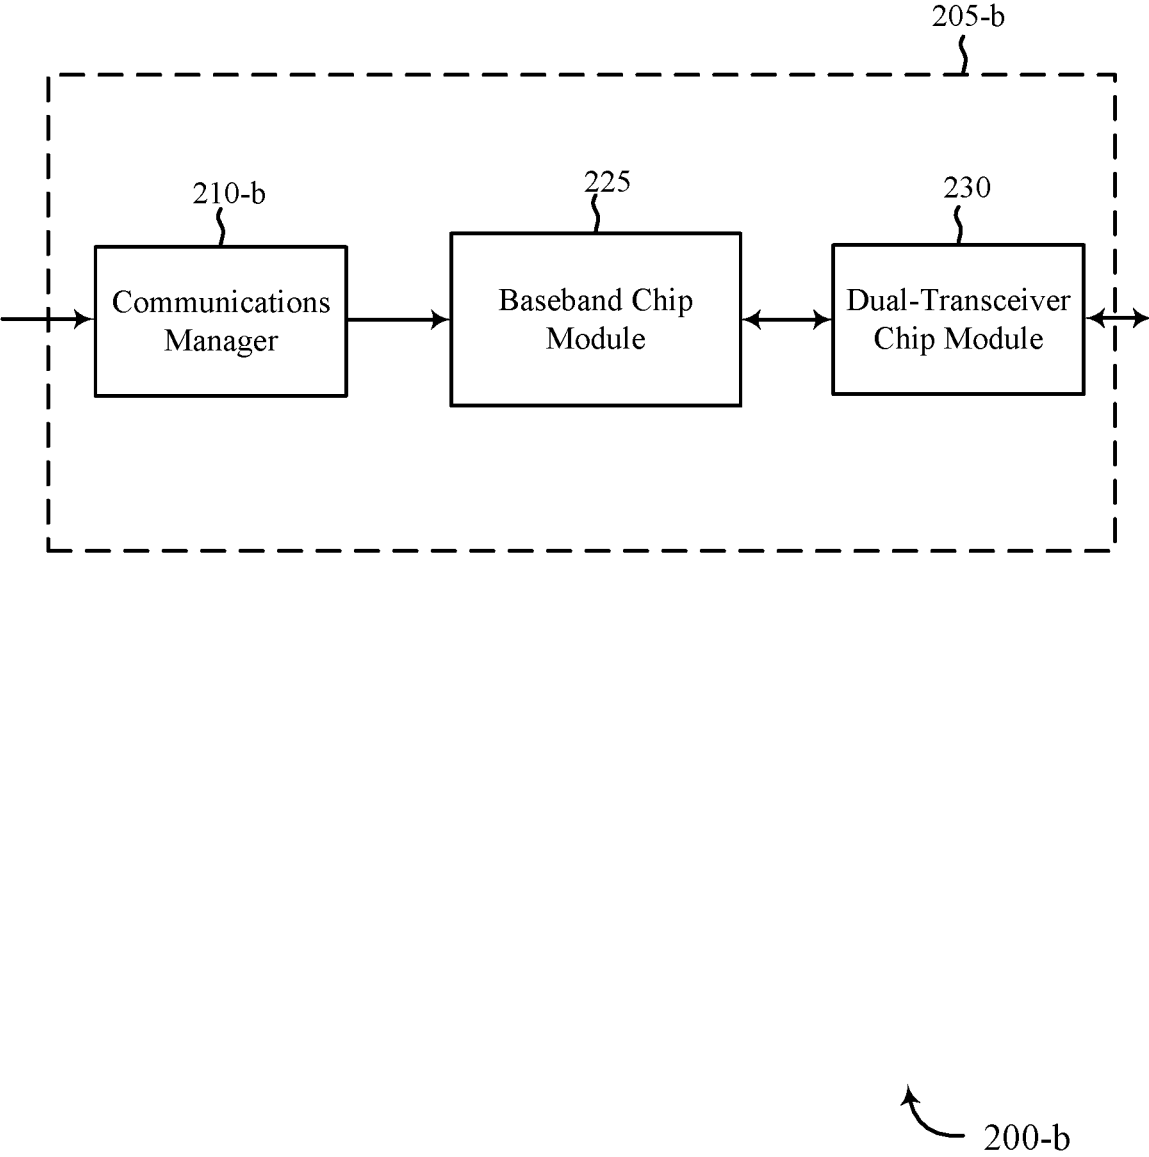 205-b
210-b
225
230
Communications
Manager
Baseband Chip
Module
Dual-Transceiver
Chip Module
200-b